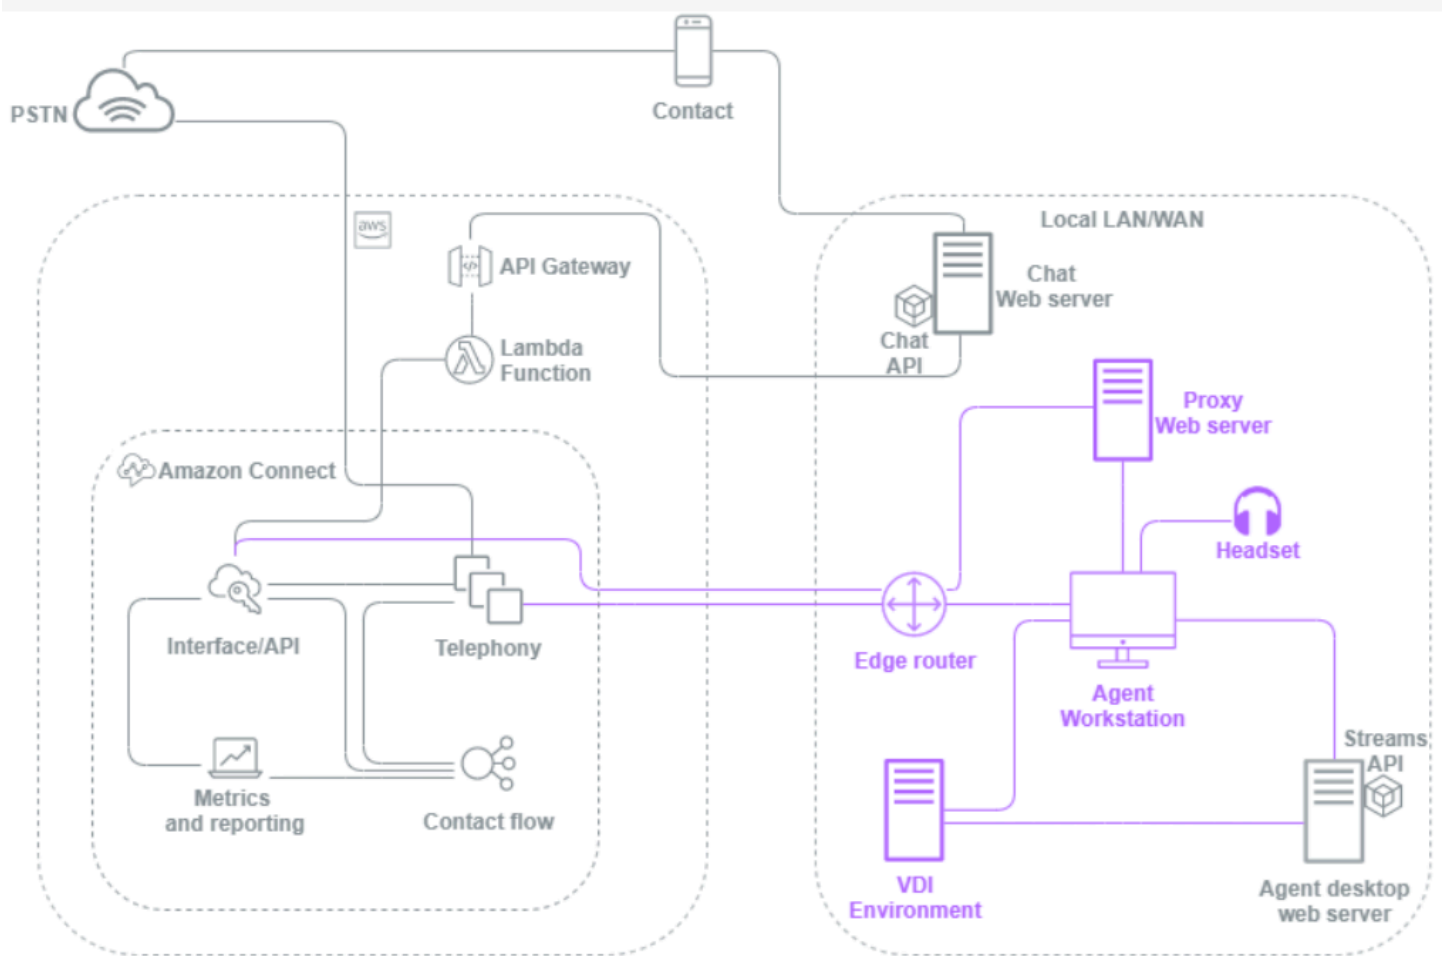 PSTN
Contact
aws
Local LAN/WAN
API Gateway
Chat
Web server
Chat
API
Lambda
Function
Proxy
Web server
Amazon Connect
Headset
Interface/API
Telephony
Edge router
Agent
Workstation
Streams
API
Metrics
and reporting
Contact flow
VDI
Environment
Agent desktop
web server